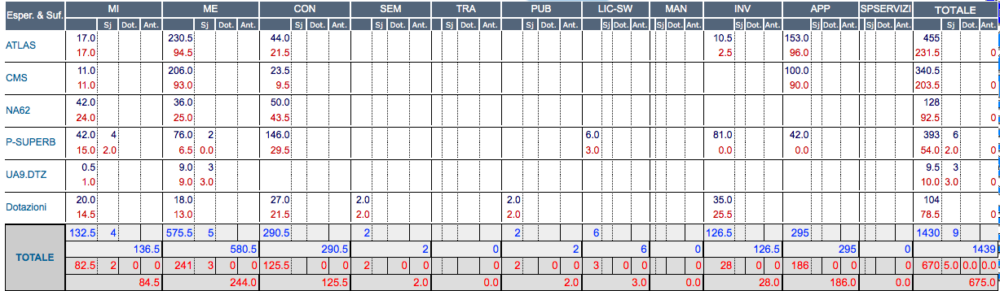 Esper. & Suf. MI ME CON SEM TRA PUB LIC-SW MAN INV APP SPSERVIZI TOTALE
Sj Dot. Ant. Sj Dot. Ant. Sj Dot. Ant. Sj Dot. Ant. Sj Dot. Ant. Sj Dot. Ant. Sj Dot. Ant. Sj Dot. Ant. Sj Dot. Ant. Sj Dot. Ant. Sj Dot. Ant. Sj Dot. Ant.
17.0 230.5 44.0 10.5 153.0 455
ATLAS
17.0 94.5 21.5 2.5 96.0 231.5 0
11.0 206.0 23.5 100.0 340.5
CMS
11.0 93.0 9.5 90.0 203.5 0
42.0 36.0 50.0 128
NA62
24.0 25.0 43.5 92.5 0
42.0 4 76.0 2 146.0 6.0 81.0 42.0 393 6
P-SUPERB
15.0 2.0 6.5 0.0 29.5 3.0 0.0 0.0 54.0 2.0 0
0.5 9.0 3 9.5 3
UA9.DTZ
1.0 9.0 3.0 10.0 3.0 0
20.0 18.0 27.0 2.0 2.0 35.0 104
Dotazioni
14.5 13.0 21.5 2.0 2.0 25.5 78.5 0
132.5 4 575.5 5 290.5 2 2 6 126.5 295 1430 9
136.5 580.5 290.5 2 0 2 6 0 126.5 295 0 1439
TOTALE
82.5 2 0 0 241 3 0 0 125.5 0 0 2 0 0 0 2 0 0 3 0 0 0 28 0 0 186 0 0 0 670 5.0 0.0 0.0
84.5 244.0 125.5 2.0 0.0 2.0 3.0 0.0 28.0 186.0 0.0 675.0